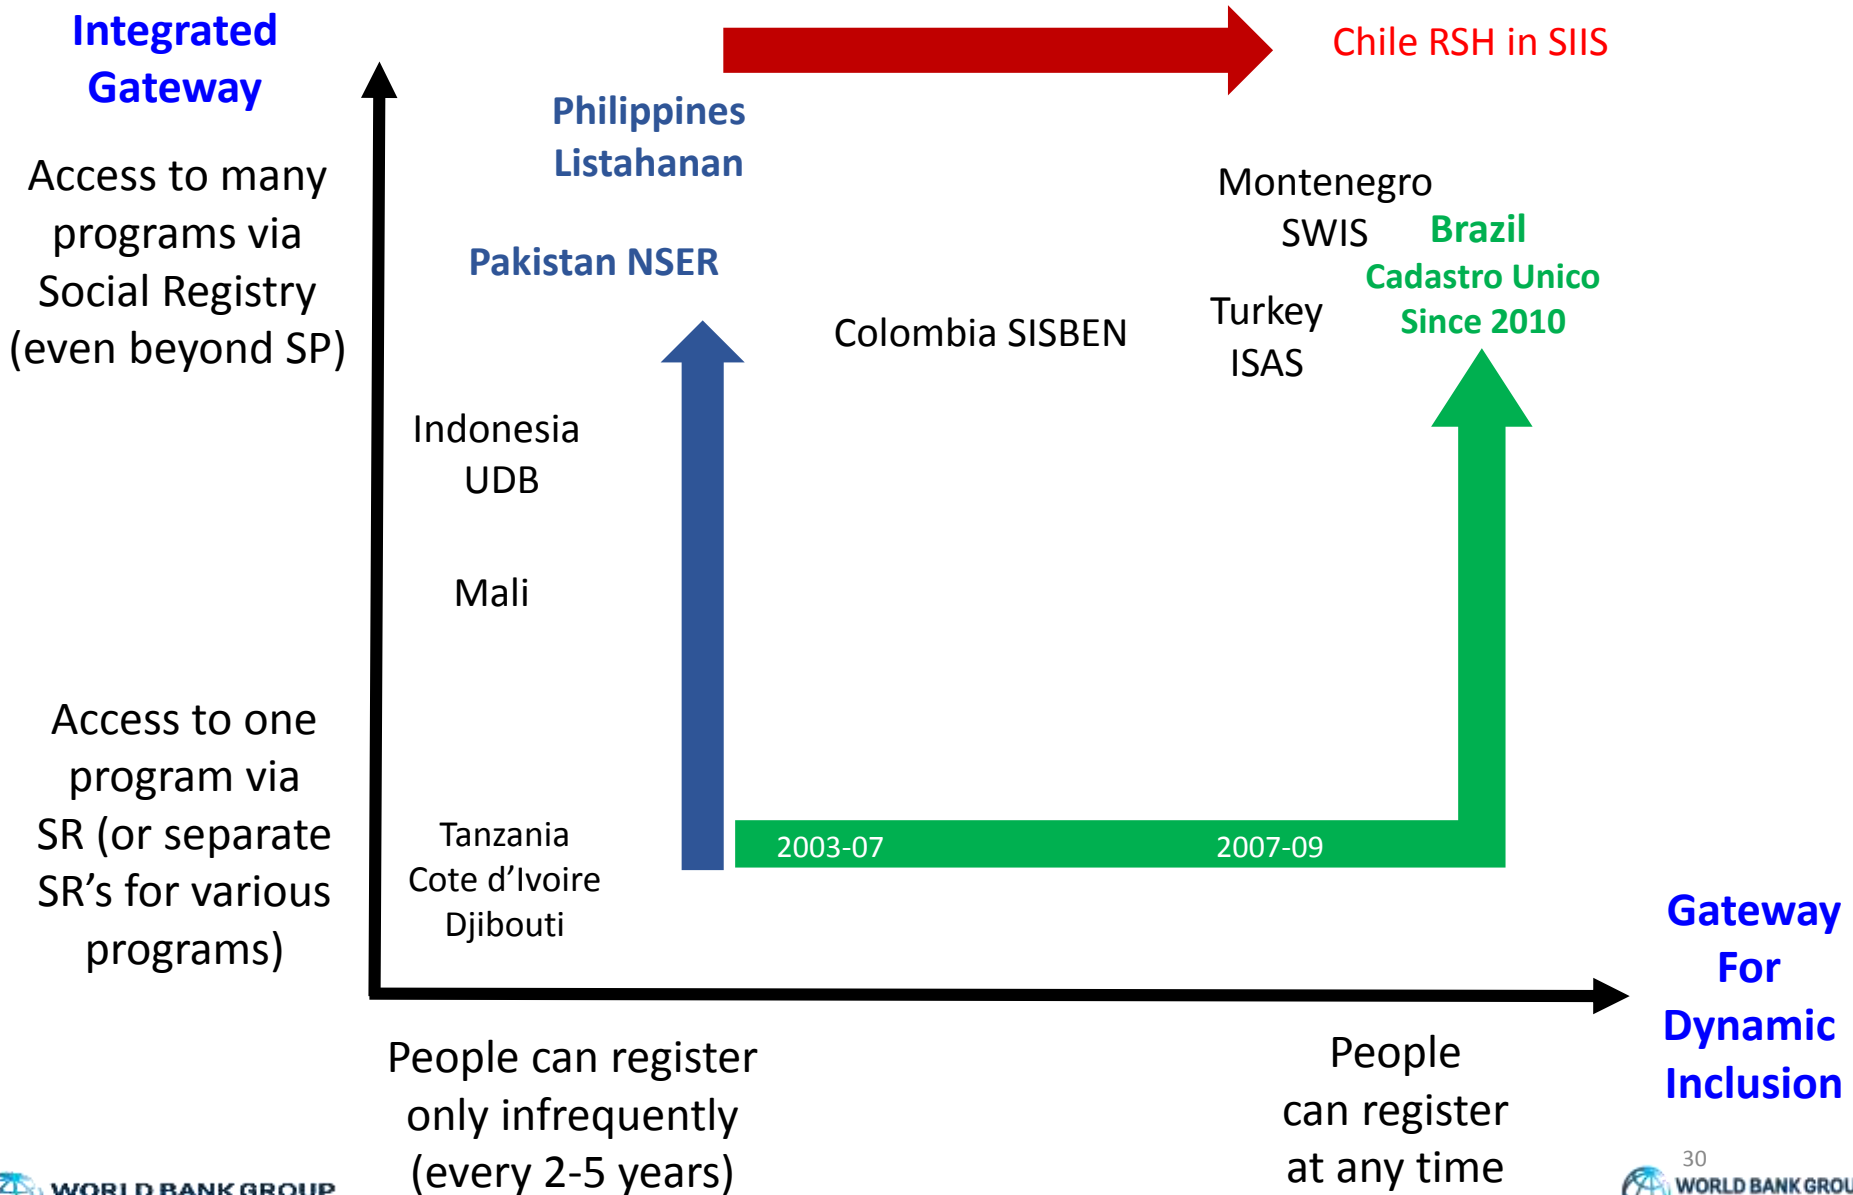 Integrated
Gateway
Chile RSH in SIIS
Philippines
Listahanan
Access to many
programs via
Social Registry
(even beyond SP)
Pakistan NSER
Montenegro
SWIS
Brazil
Cadastro Unico
Since 2010
Colombia SISBEN
Turkey
ISAS
Indonesia
UDB
Mali
Access to one
program via
SR (or separate
SR's for various
programs)
Tanzania
Cote d'Ivoire
Djibouti
2003-07
2007-09
Gateway
For
Dynamic
Inclusion
People can register
only infrequently
(every 2-5 years)
People
can register
at any time
30
WORLD BANK GROUP
WORLD BANK GROU